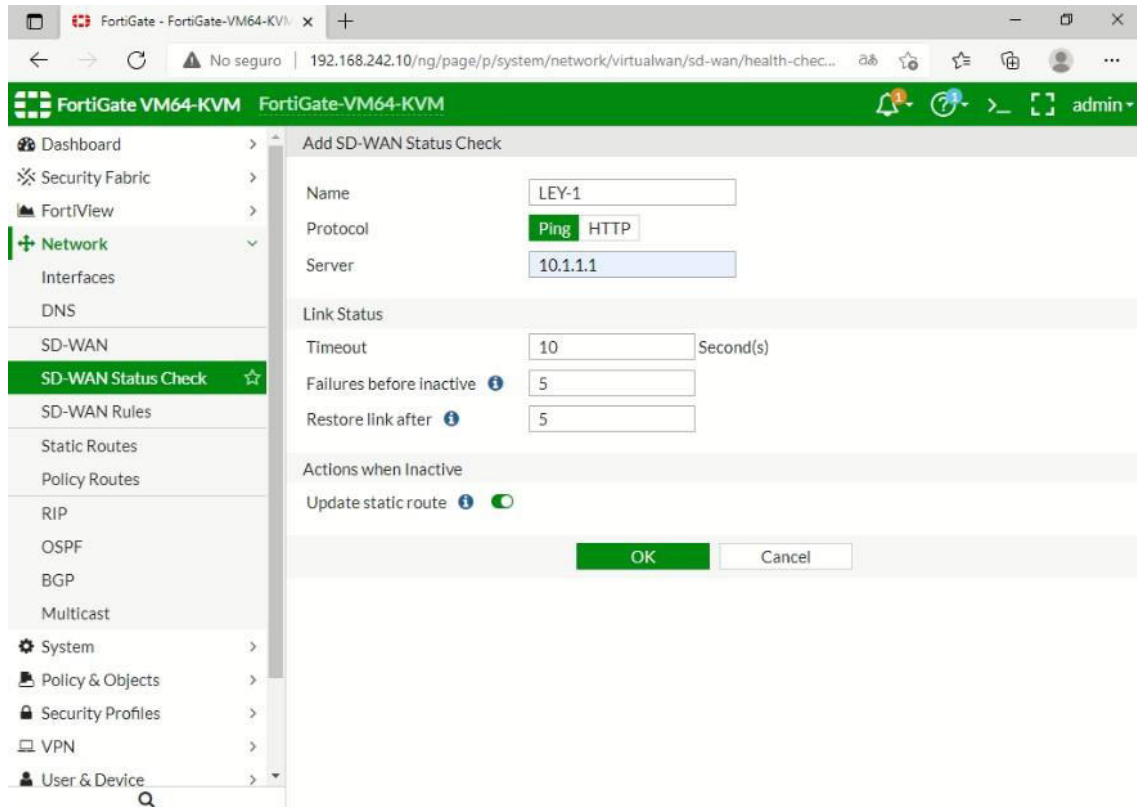 FortiGate - FortiGate-VM64-KV
No seguro | 192.168.242.10/ng/page/p/system/network/virtualwan/sd-wan/health-chec...
FortiGate VM64-KVM FortiGate-VM64-KVM
1 1 >_ admin
Dashboard
Security Fabric
FortiView
Network
Interfaces
DNS
SD-WAN
SD-WAN Status Check
SD-WAN Rules
Static Routes
Policy Routes
RIP
OSPF
BGP
Multicast
System
Policy & Objects
Security Profiles
VPN
User & Device
Add SD-WAN Status Check
Name LEY-1
Protocol Ping HTTP
Server 10.1.1.1
Link Status
Timeout 10 Second(s)
Failures before inactive 5
Restore link after 5
Actions when Inactive
Update static route
OK Cancel